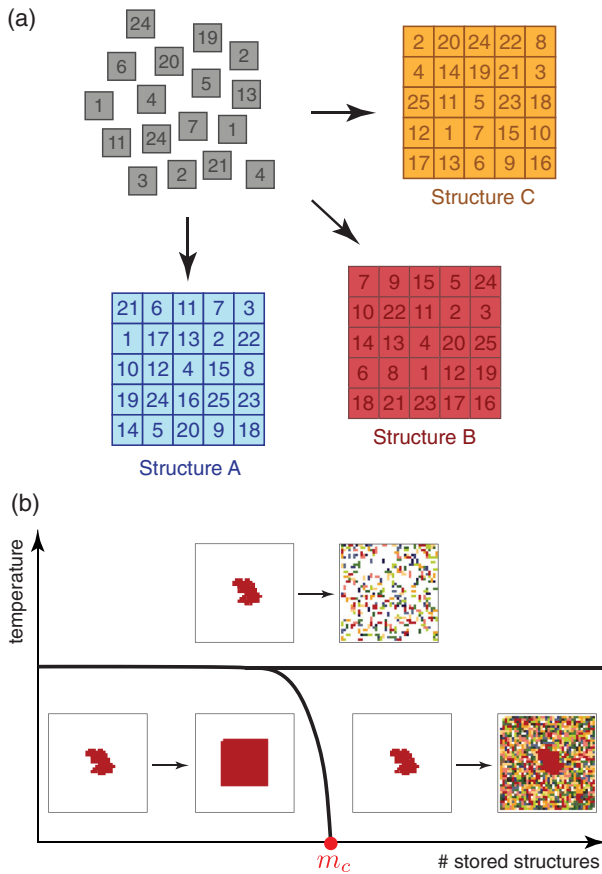 (a)
24
19
2
6
20
5
13
1
4
7
1
11
24
21
3
2
4
2 20 24 22 8
4 14 19 21 3
25 11 5 23 18
12 1 7 15 10
17 13 6 9 16
Structure C
21 6 11 7 3
1 17 13 2 22
10 12 4 15 8
19 24 16 25 23
14 5 20 9 18
Structure A
7 9 15 5 24
10 22 11 2 3
14 13 4 20 25
6 8 1 12 19
18 21 23 17 16
Structure B
(b)
temperature
m_c
# stored structures